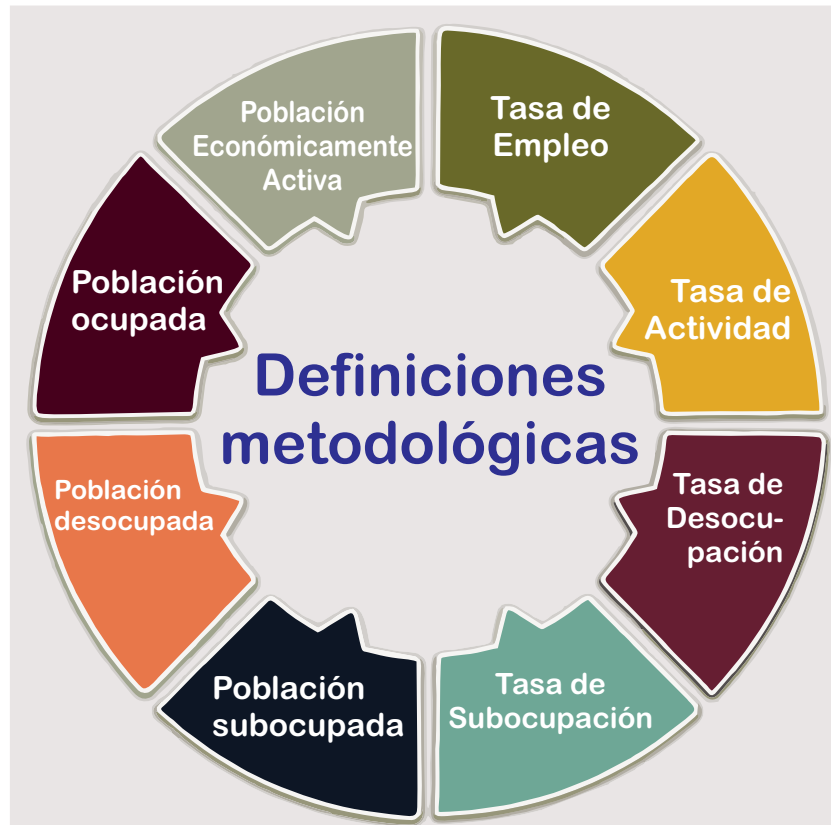 Población
Económicamente
Activa
Tasa de
Empleo
Población
ocupada
Tasa de
Actividad
Definiciones
metodológicas
Población
desocupada
Tasa de
Desocu-
pación
Población
subocupada
Tasa de
Subocupación